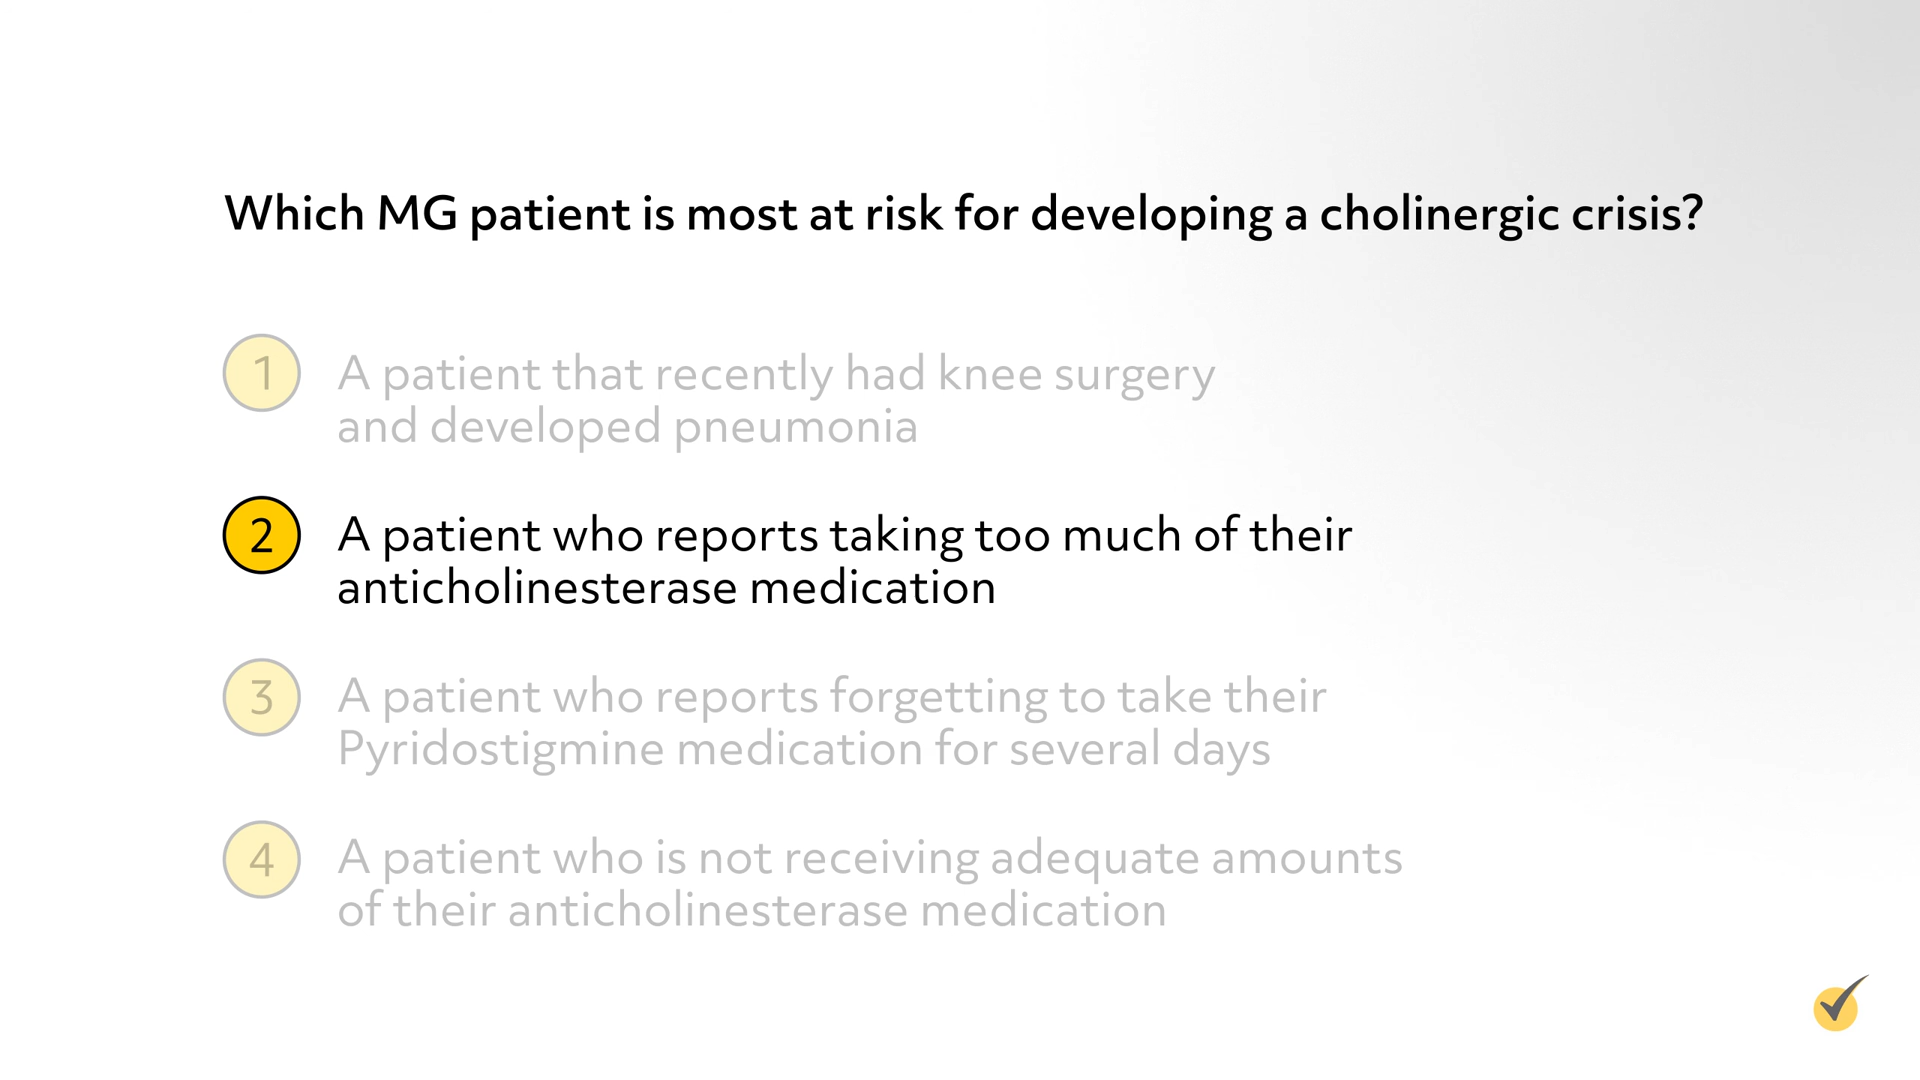 Which MG patient is most at risk for developing a cholinergic crisis?
1 A patient that recently had knee surgery
and developed pneumonia
2 A patient who reports taking too much of their
anticholinesterase medication
3 A patient who reports forgetting to take their
Pyridostigmine medication for several days
4 A patient who is not receiving adequate amounts
of their anticholinesterase medication